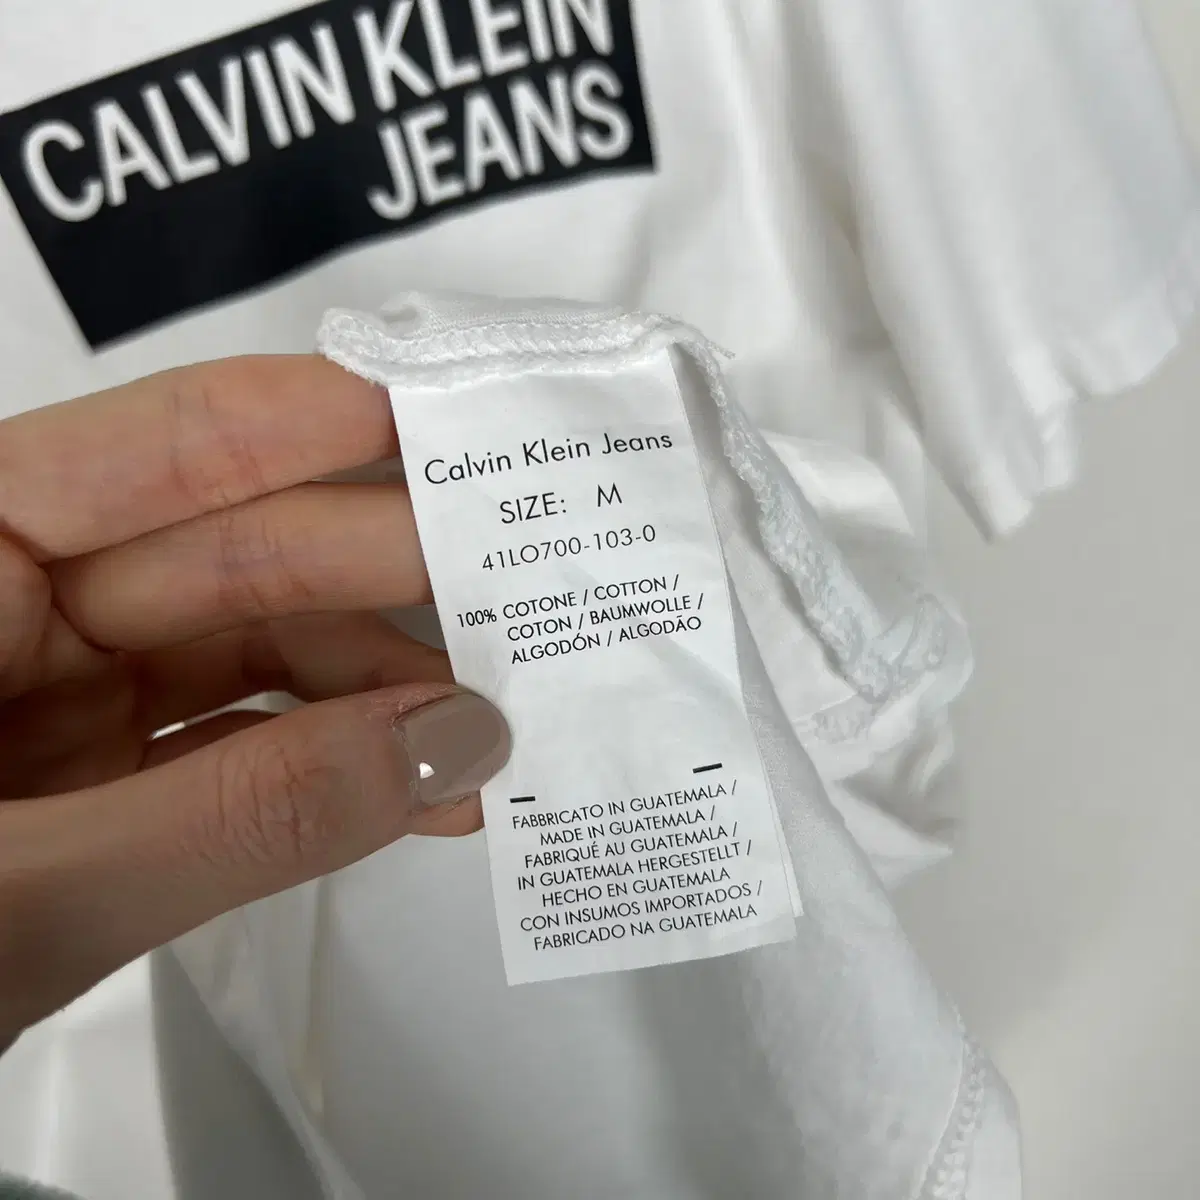 CALVIN KLEIN
JEANS
Calvin Klein Jeans
SIZE: M
41LO700-103-0
100% COTONE / COTTON /
COTON / BAUMWOLLE /
ALGODÓN / ALGODÃO
FABBRICATO IN GUATEMALA /
MADE IN GUATEMALA /
FABRIQUÉ AU GUATEMALA /
IN GUATEMALA HERGESTELLT /
HECHO EN GUATEMALA
CON INSUMOS IMPORTADOS /
FABRICADO NA GUATEMALA